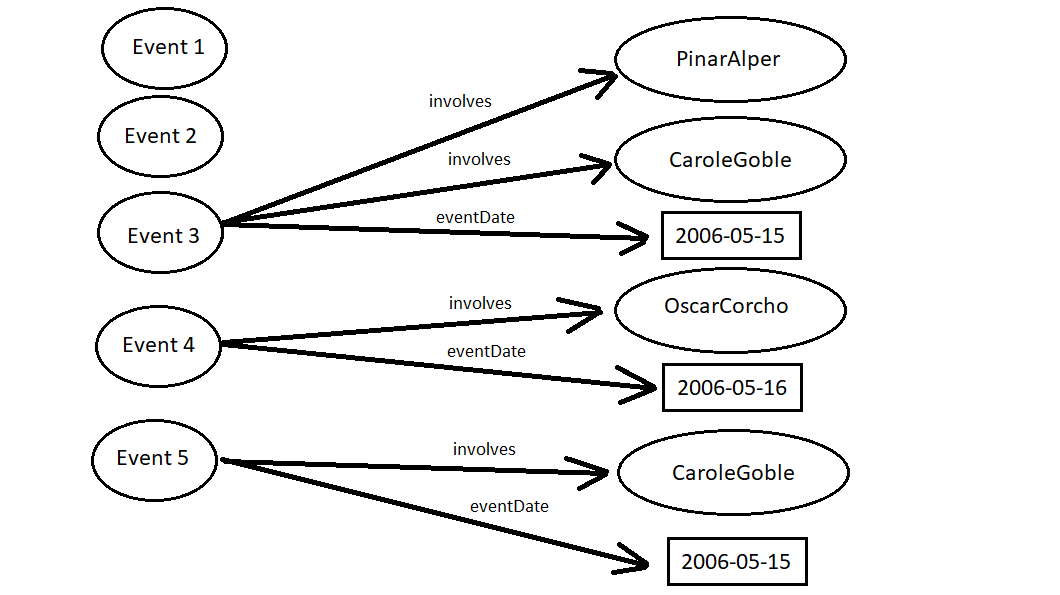 Event 1
PinarAlper
involves
Event 2
involves
CaroleGoble
eventDate
Event 3
2006-05-15
involves
OscarCorcho
Event 4
eventDate
2006-05-16
involves
Event 5
CaroleGoble
eventDate
2006-05-15